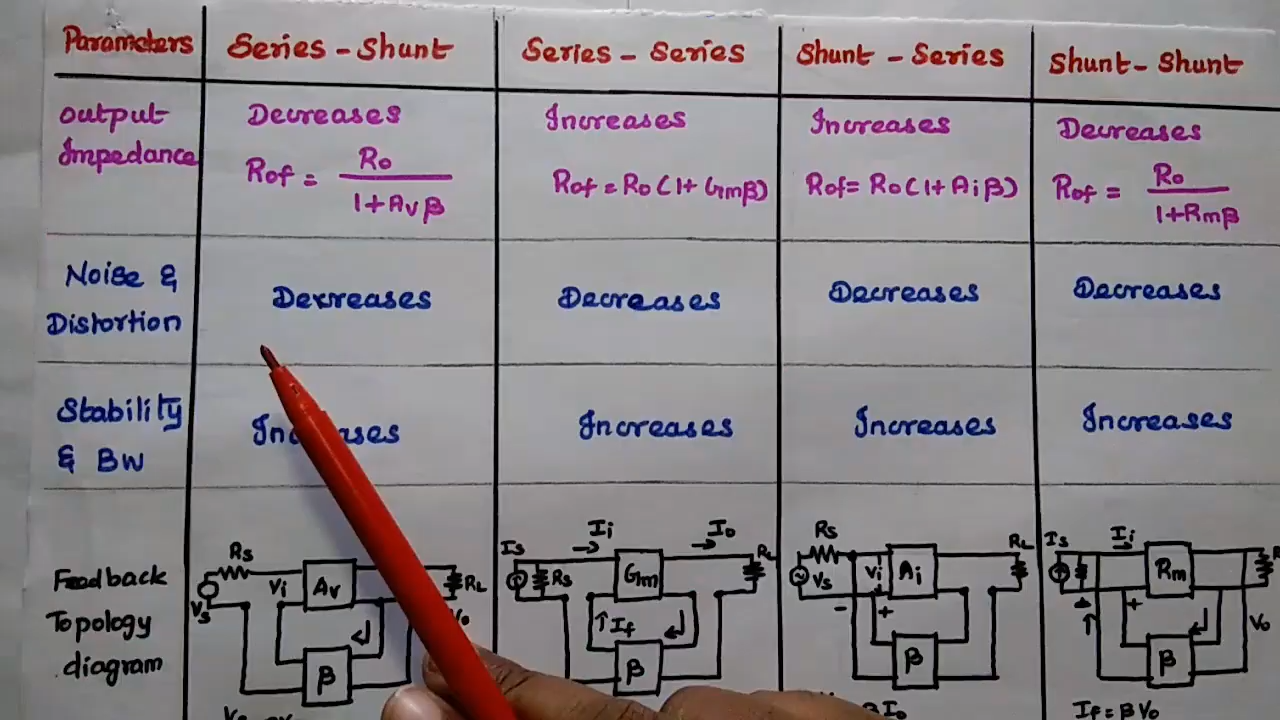 Parameters Series - Shunt Series - Series Shunt - Series Shunt - Shunt
Output Impedance
Decreases
Rof = Ro / 1+Avβ
Increases
Rof = Ro(1+Gmβ)
Increases
Rof = Ro(1+Aiβ)
Decreases
Rof = Ro / 1+Rmβ
Noise &
Distortion
Decreases
Decreases
Decreases
Decreases
Stability
& BW
Increases
Increases
Increases
Feedback
Topology
diagram
Rs
Vs
Vi
Av
RL
β
Is
Rs
Ii
Gm
Io
RL
If
β
Rs
Vs
Vi
Ai
RL
- +
β
Is
Ii
Rm
+
Vo
β
If = β Vo